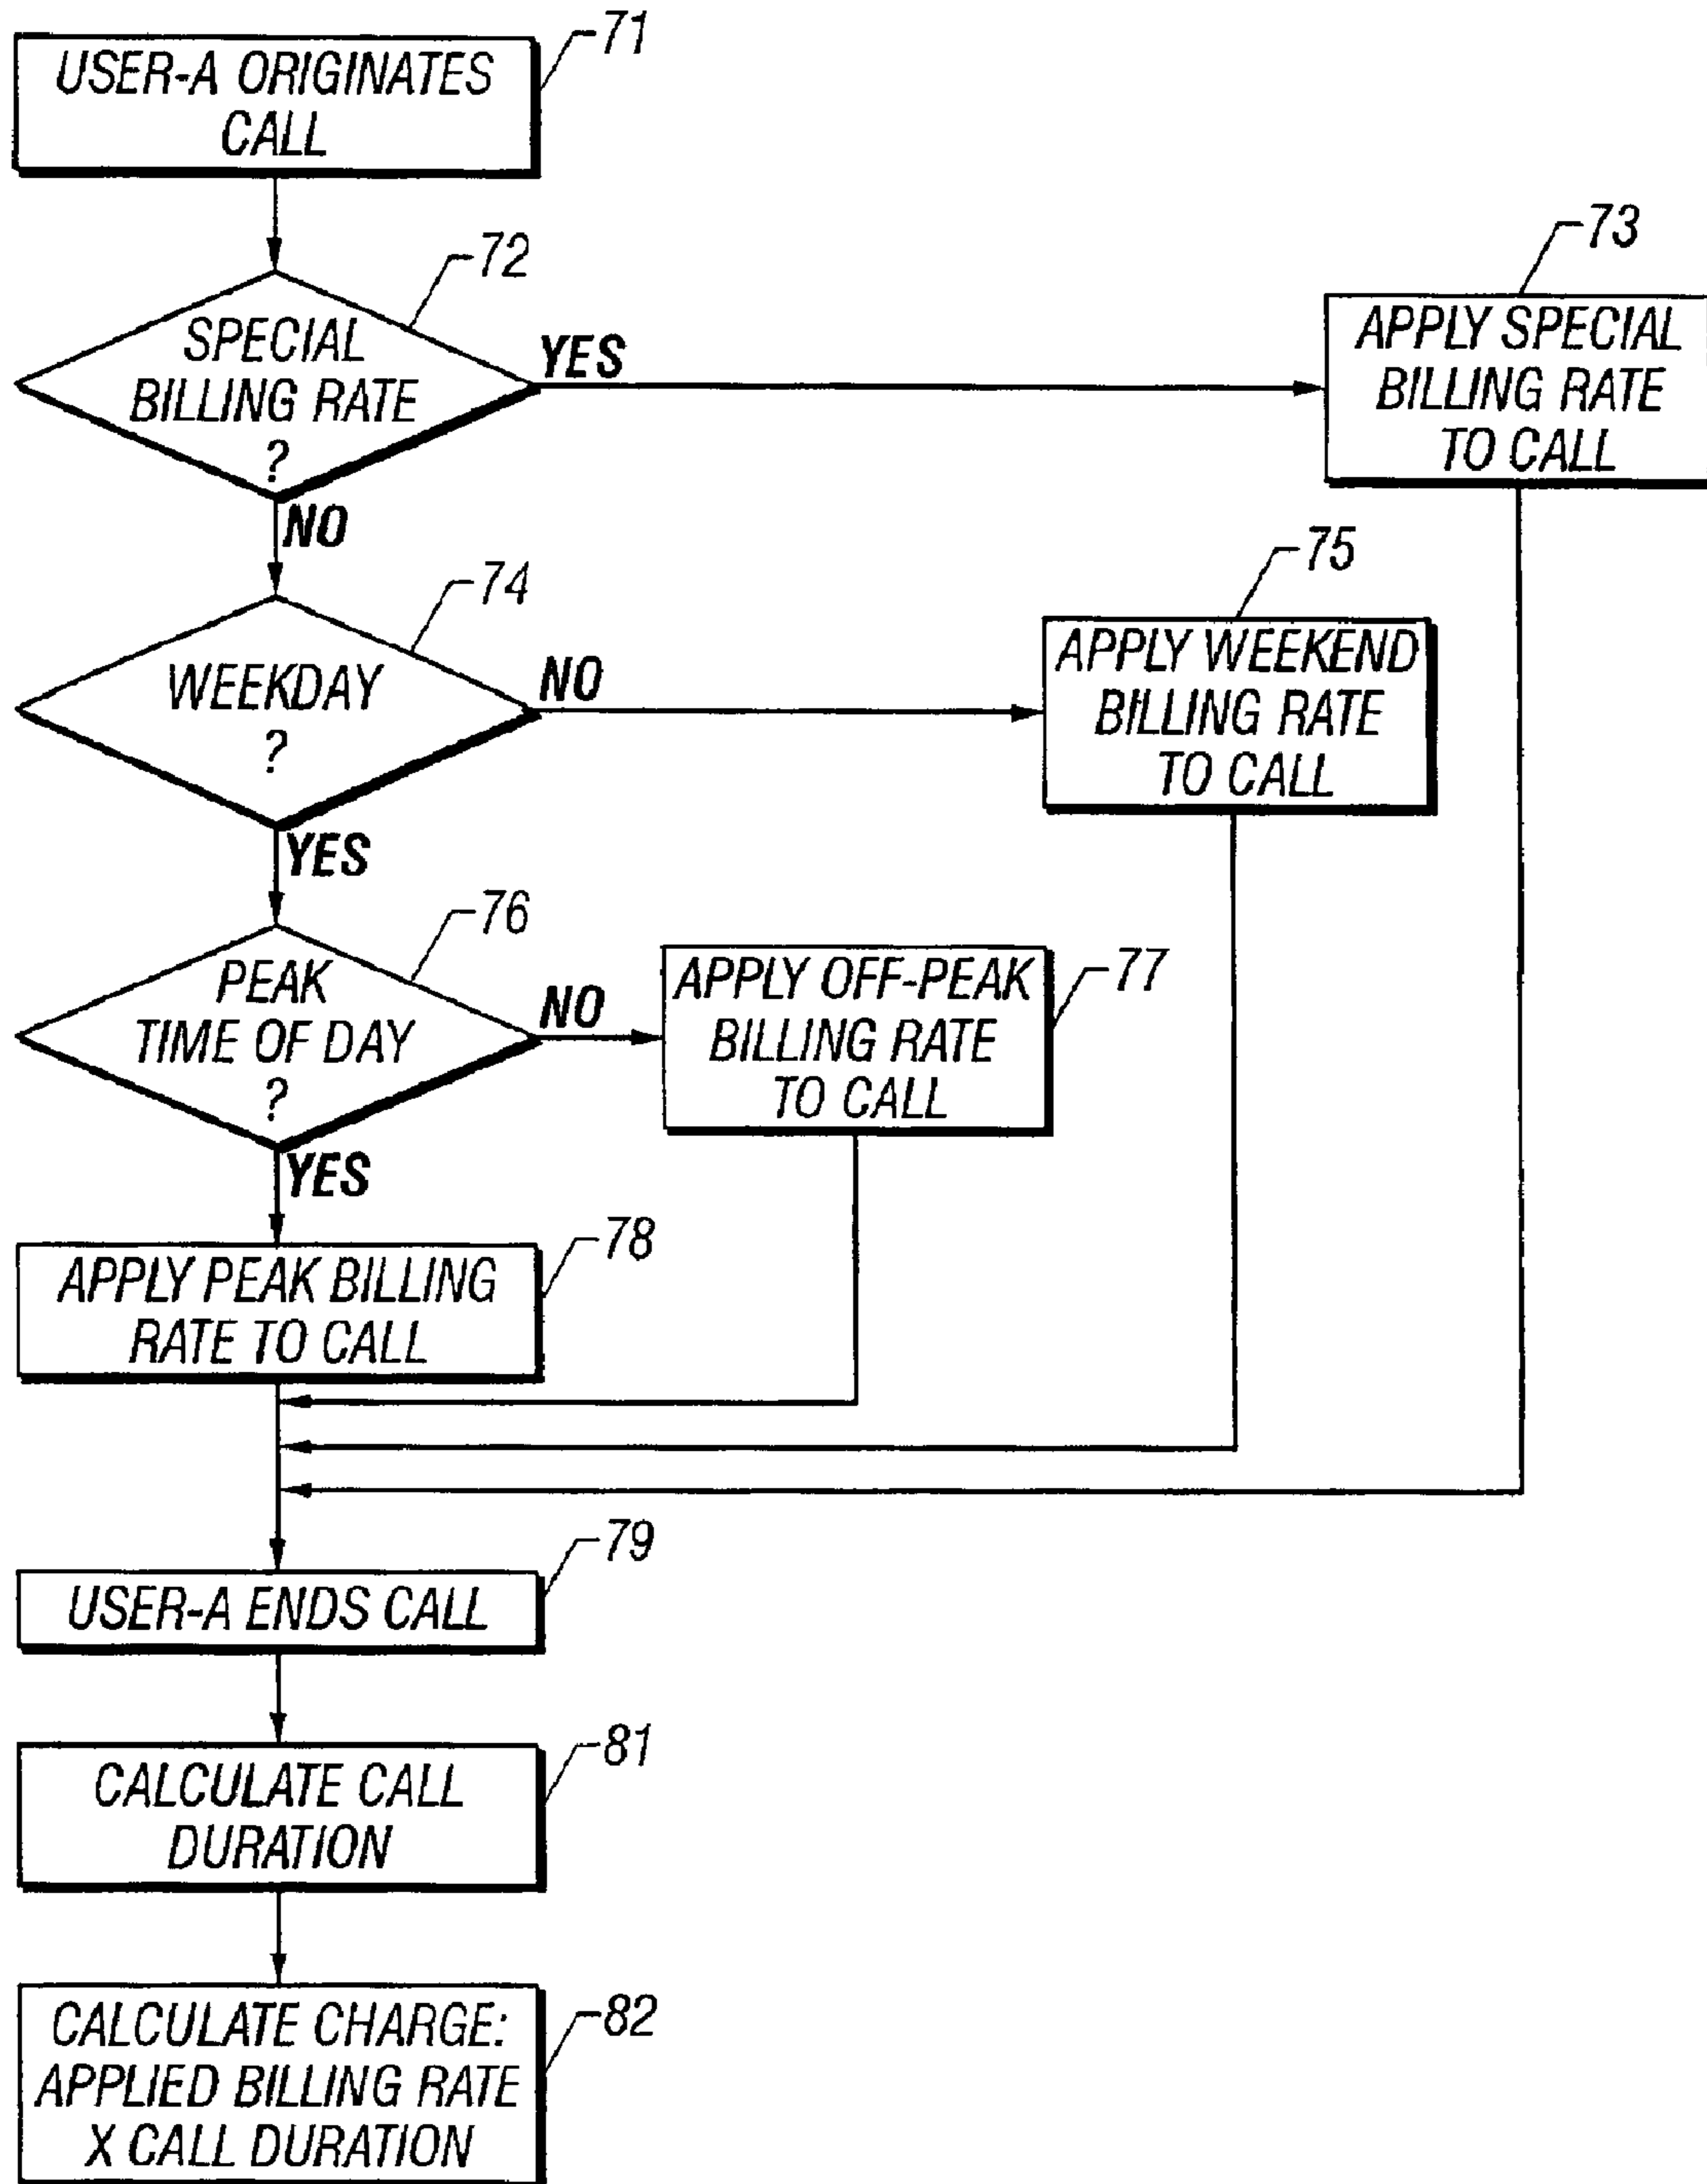 71
USER-A ORIGINATES
CALL
72
SPECIAL
BILLING RATE
?
YES
73
APPLY SPECIAL
BILLING RATE
TO CALL
NO
74
WEEKDAY
?
NO
75
APPLY WEEKEND
BILLING RATE
TO CALL
YES
76
PEAK
TIME OF DAY
?
NO
77
APPLY OFF-PEAK
BILLING RATE
TO CALL
YES
78
APPLY PEAK BILLING
RATE TO CALL
79
USER-A ENDS CALL
81
CALCULATE CALL
DURATION
82
CALCULATE CHARGE:
APPLIED BILLING RATE
X CALL DURATION